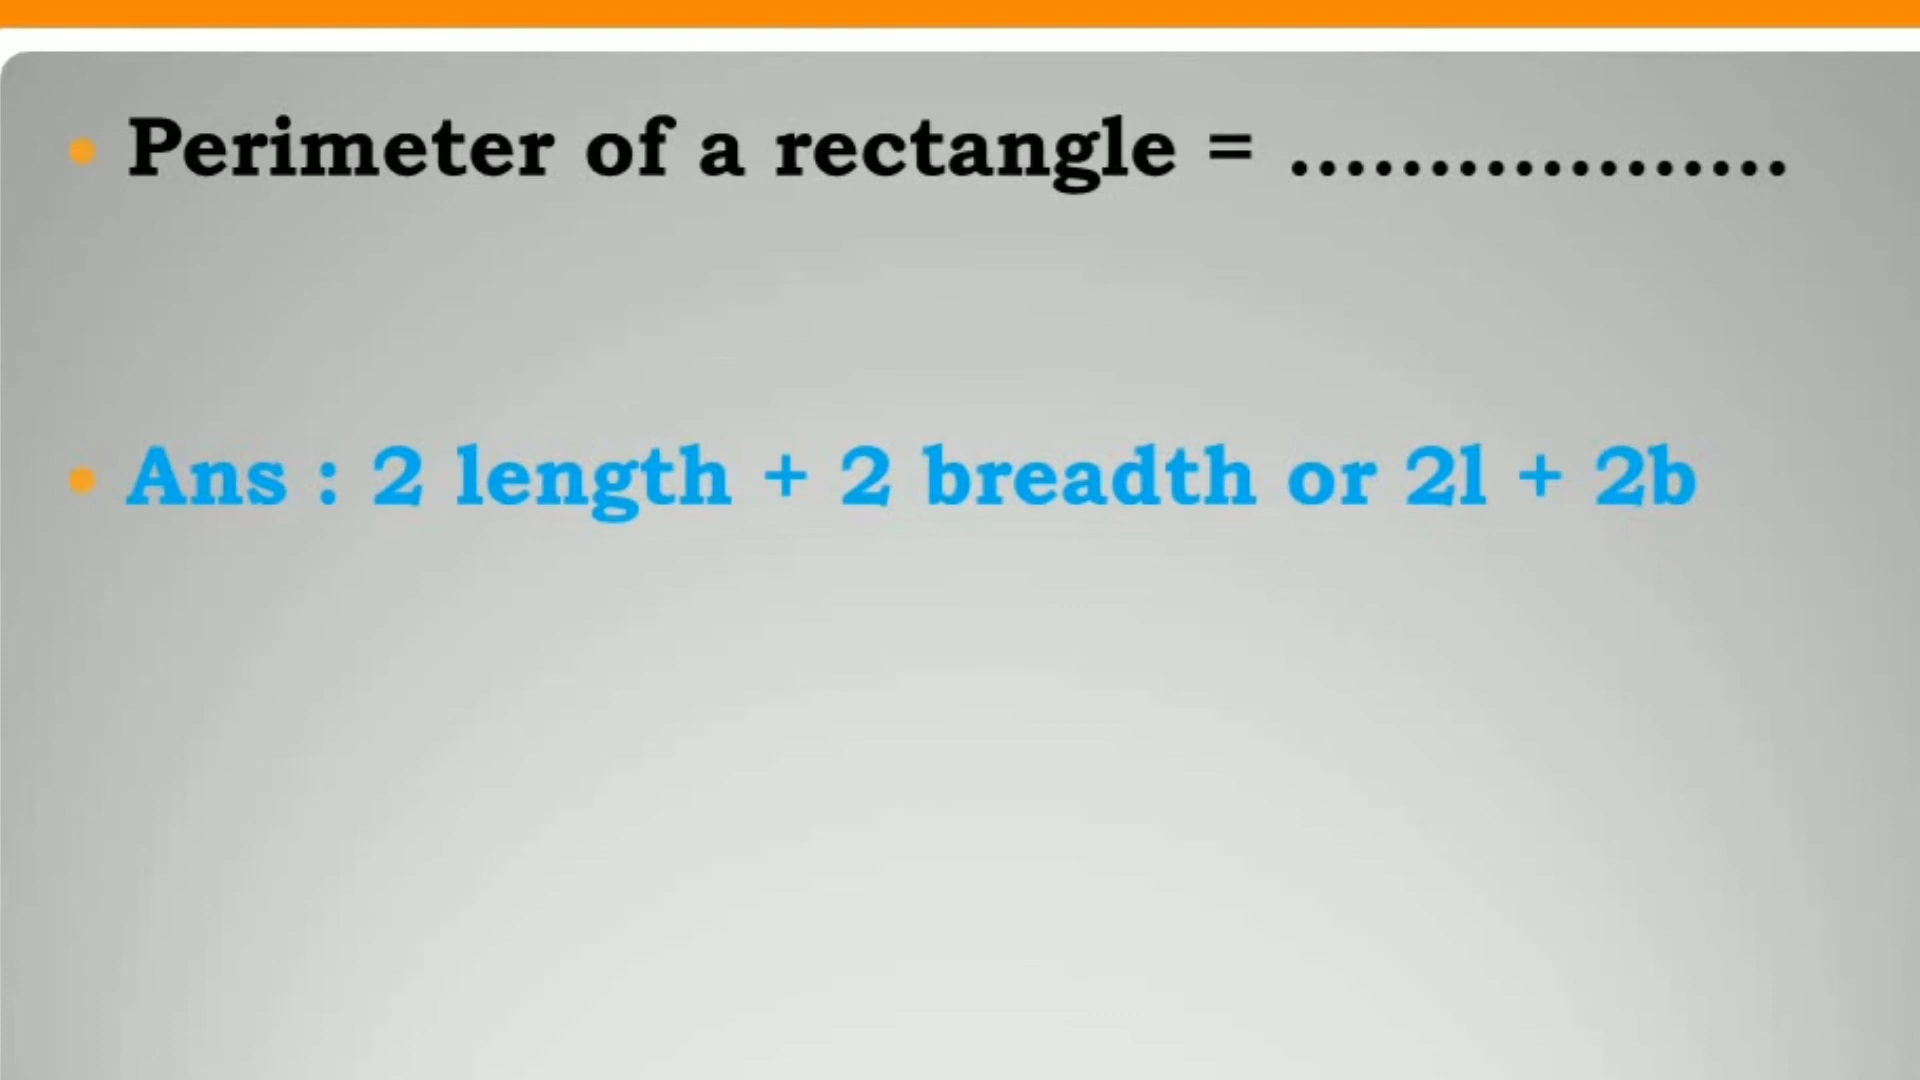 • Perimeter of a rectangle = ..................
• Ans : 2 length + 2 breadth or 2l + 2b